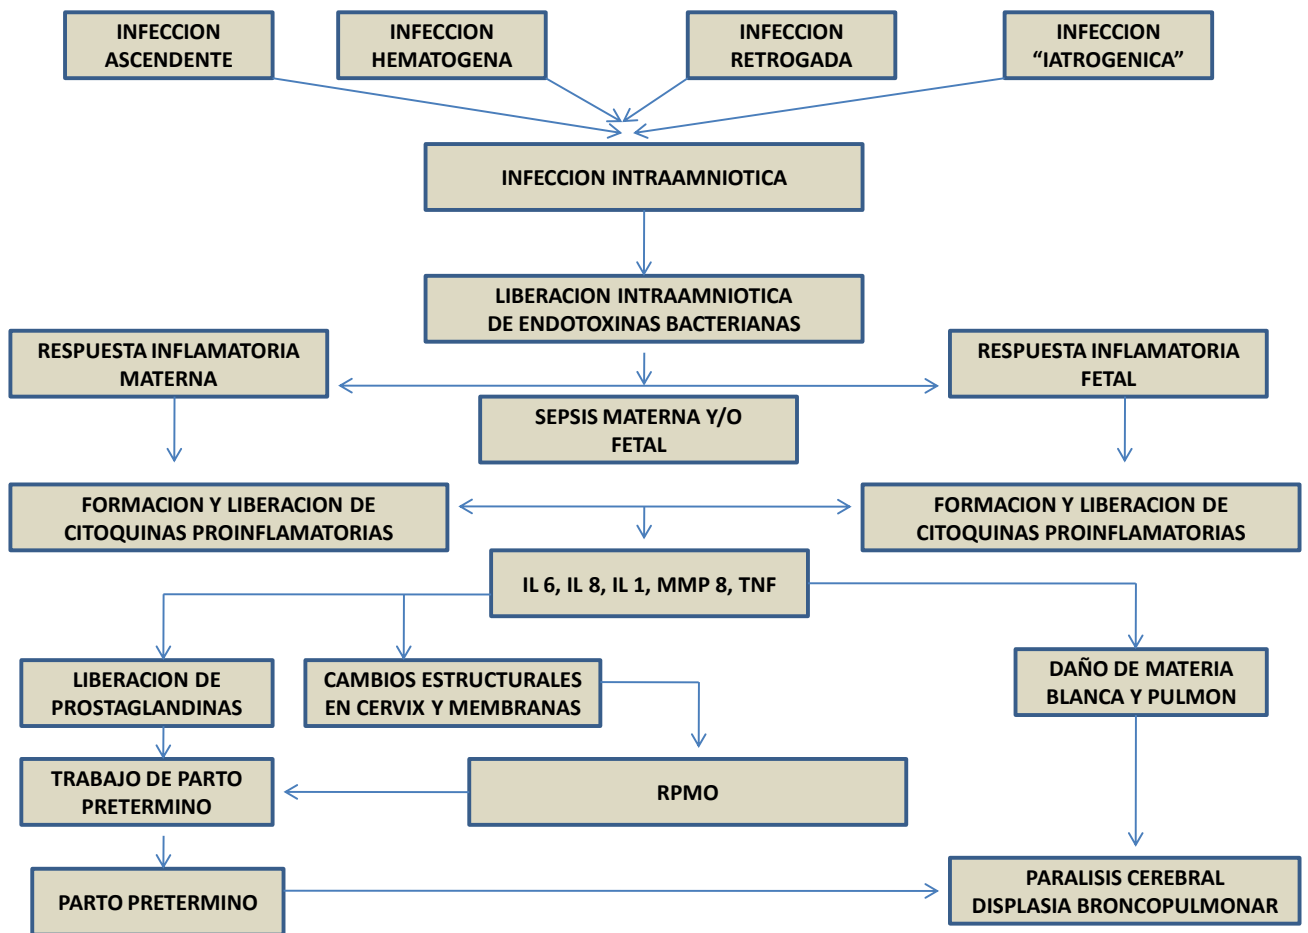 INFECCION
ASCENDENTE
INFECCION
HEMATOGENA
INFECCION
RETROGADA
INFECCION
“IATROGENICA”
INFECCION INTRAAMNIOTICA
LIBERACION INTRAAMNIOTICA
DE ENDOTOXINAS BACTERIANAS
RESPUESTA INFLAMATORIA
MATERNA
RESPUESTA INFLAMATORIA
FETAL
SEPSIS MATERNA Y/O
FETAL
FORMACION Y LIBERACION DE
CITOQUINAS PROINFLAMATORIAS
FORMACION Y LIBERACION DE
CITOQUINAS PROINFLAMATORIAS
IL 6, IL 8, IL 1, MMP 8, TNF
LIBERACION DE
PROSTAGLANDINAS
CAMBIOS ESTRUCTURALES
EN CERVIX Y MEMBRANAS
DAÑO DE MATERIA
BLANCA Y PULMON
TRABAJO DE PARTO
PRETERMINO
RPMO
PARTO PRETERMINO
PARALISIS CEREBRAL
DISPLASIA BRONCOPULMONAR